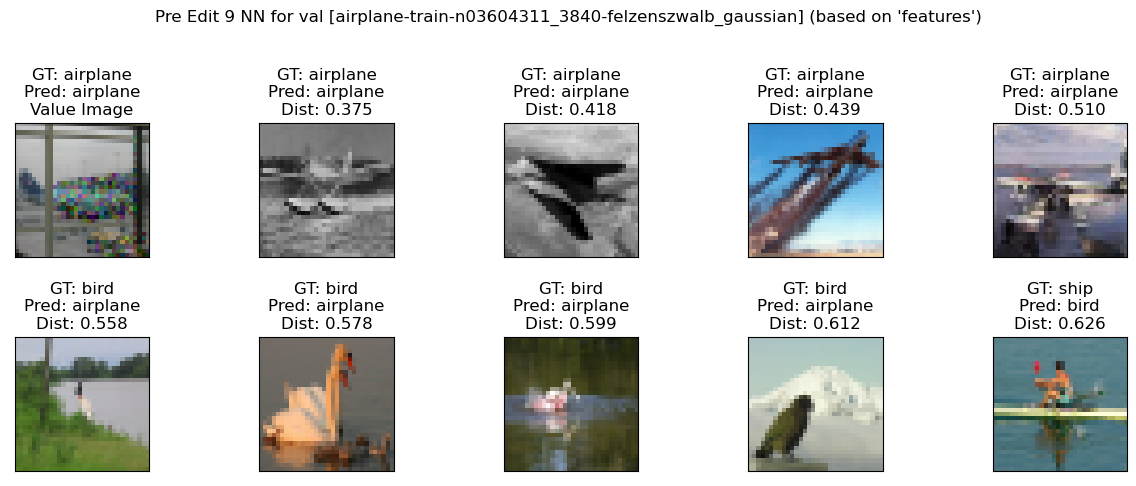 Pre Edit 9 NN for val [airplane-train-n03604311_3840-felzenszwalb_gaussian] (based on 'features')
GT: airplane
Pred: airplane
Value Image
GT: airplane
Pred: airplane
Dist: 0.375
GT: airplane
Pred: airplane
Dist: 0.418
GT: airplane
Pred: airplane
Dist: 0.439
GT: airplane
Pred: airplane
Dist: 0.510
GT: bird
Pred: airplane
Dist: 0.558
GT: bird
Pred: airplane
Dist: 0.578
GT: bird
Pred: airplane
Dist: 0.599
GT: bird
Pred: airplane
Dist: 0.612
GT: ship
Pred: bird
Dist: 0.626